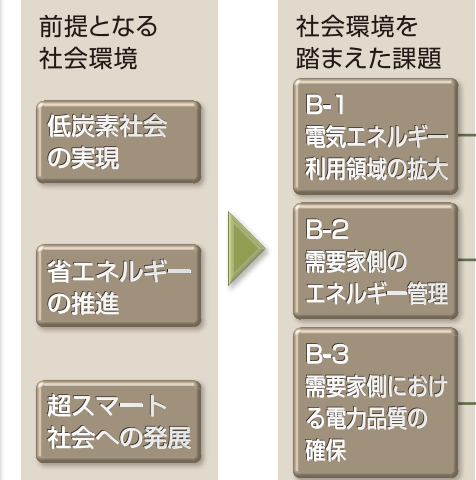 前提となる
社会環境
低炭素社会
の実現
省エネルギー
の推進
超スマート
社会への発展
社会環境を
踏まえた課題
B-1
電気エネルギー
利用領域の拡大
B-2
需要家側の
エネルギー管理
B-3
需要家側におけ
る電力品質の
確保